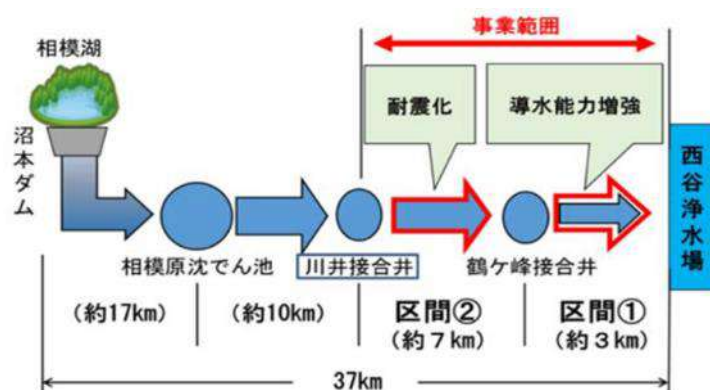 事業範囲
相模湖
耐震化
導水能力増強
沼本ダム
西谷浄水場
相模原沈でん池
川井接合井
鶴ケ峰接合井
(約17km)
(約10km)
区間②
(約7km)
区間①
(約3km)
37km